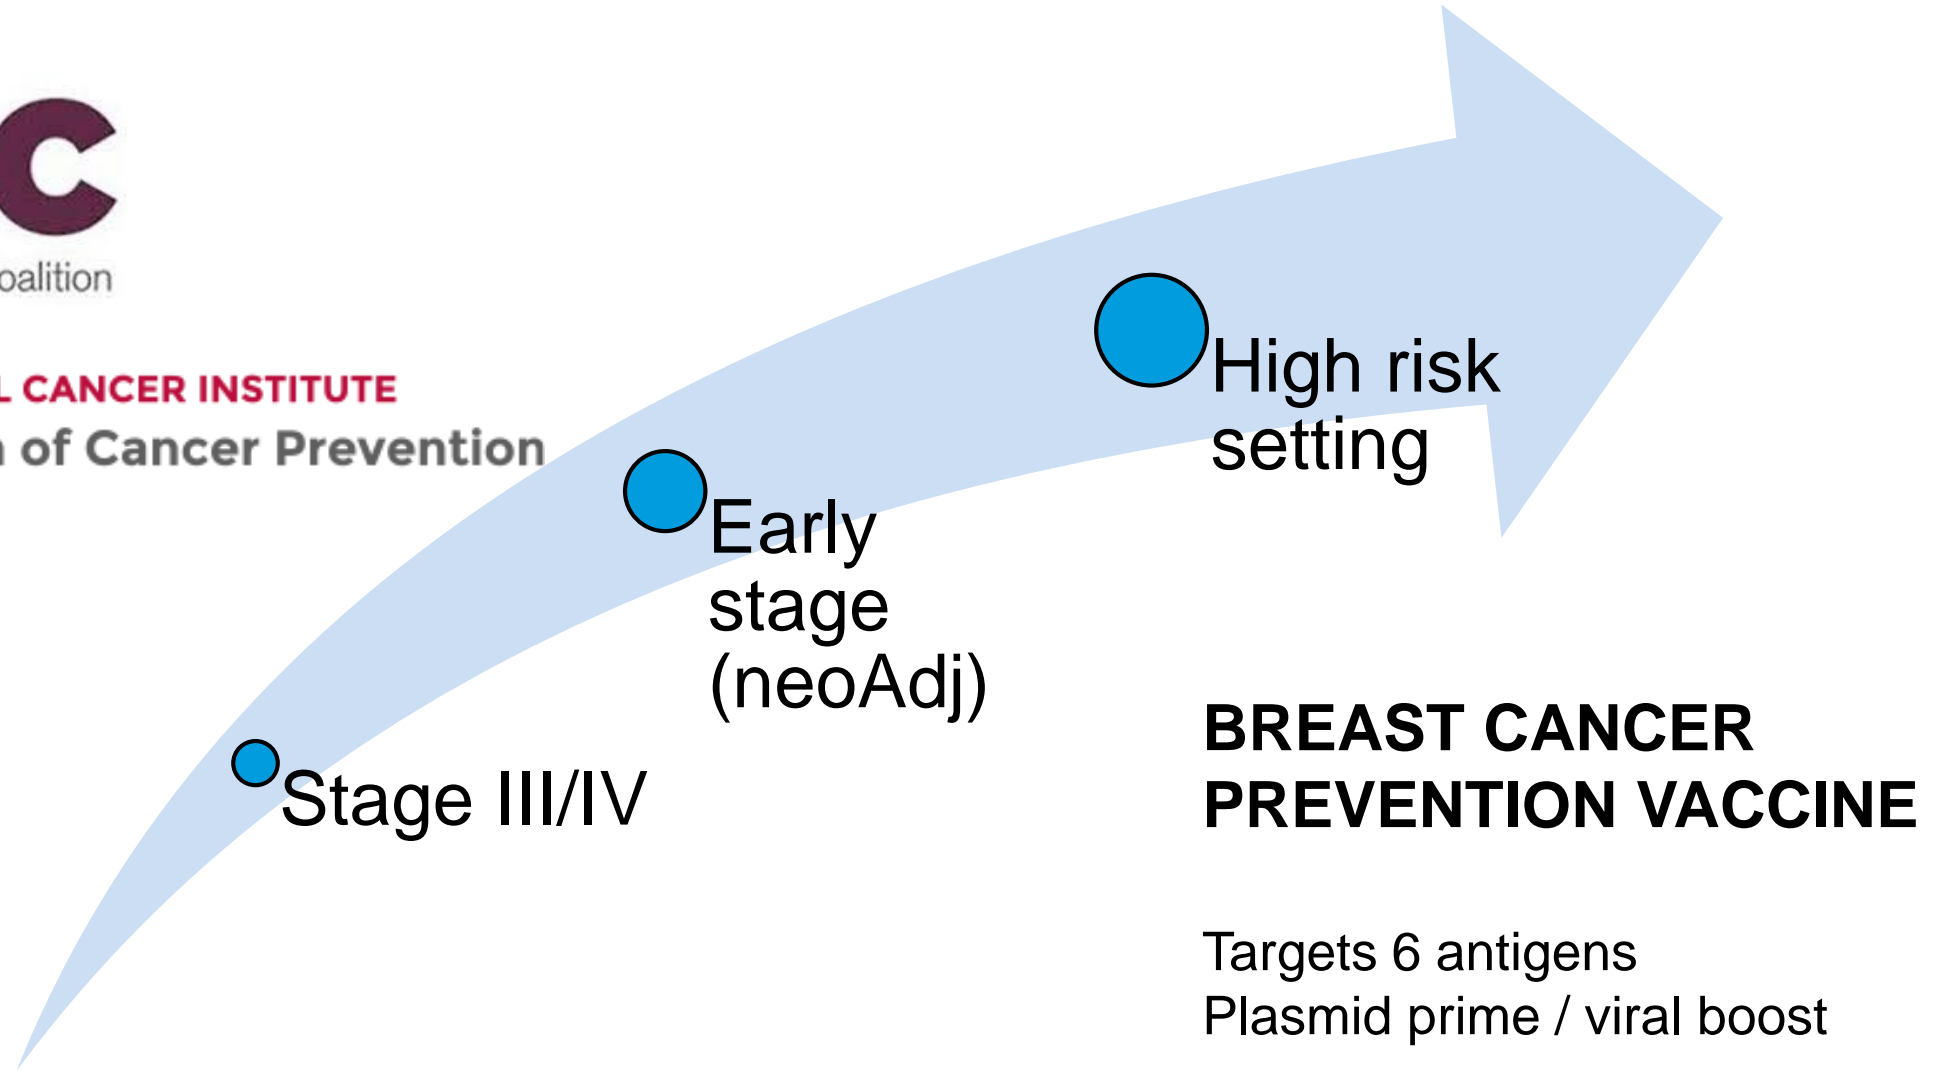 C
oalition
L CANCER INSTITUTE
n of Cancer Prevention
High risk
setting
Early
stage
(neoAdj)
Stage III/IV
BREAST CANCER
PREVENTION VACCINE
Targets 6 antigens
Plasmid prime / viral boost